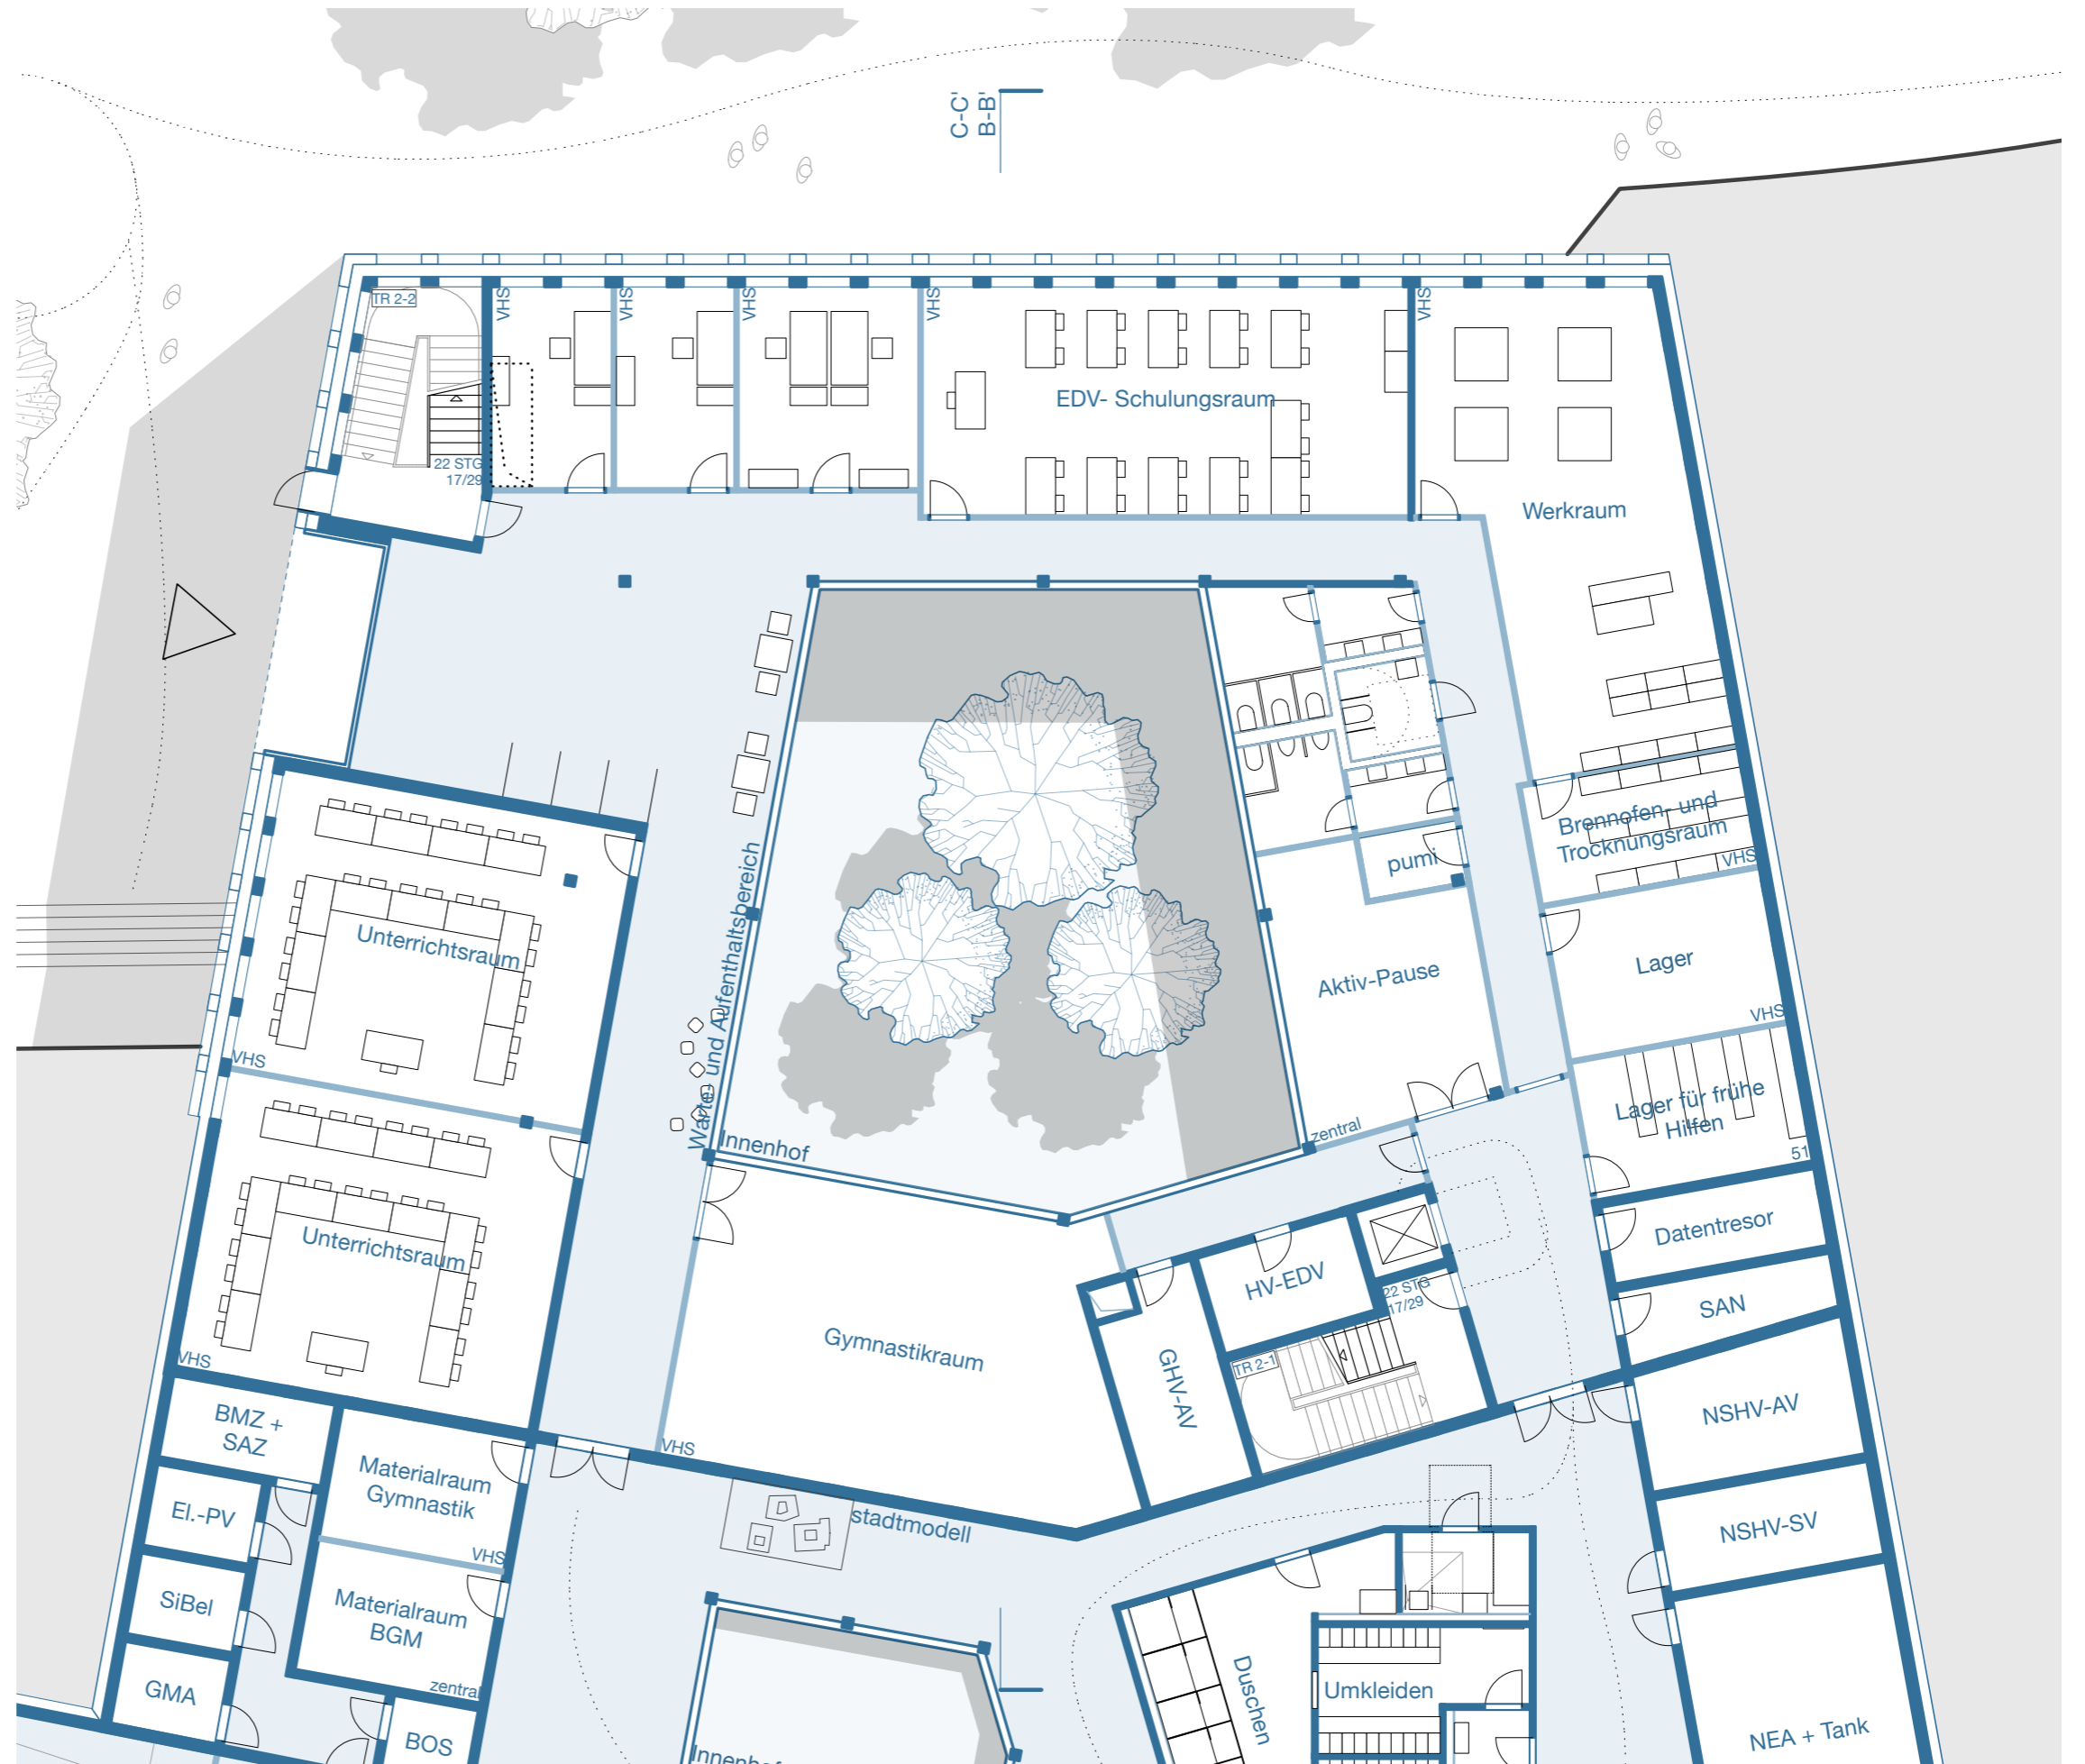 C-C'
B-B'
TR 2-2
VHS
VHS
VHS
VHS
VHS
EDV- Schulungsraum
22 STG
17/29
Werkraum
Brennofen- und
Trocknungsraum
VHS
pumi
Warte- und Aufenthaltsbereich
Unterrichtsraum
Aktiv-Pause
Lager
VHS
VHS
Lager für frühe
Hilfen
51
zentral
Innenhof
Datentresor
Unterrichtsraum
HV-EDV
22 STG
17/29
SAN
Gymnastikraum
GHV-AV
TR 2-1
VHS
BMZ +
SAZ
NSHV-AV
VHS
Materialraum
Gymnastik
El.-PV
stadtmodell
NSHV-SV
VHS
SiBel
Materialraum
BGM
zentral
GMA
Duschen
Umkleiden
BOS
Innenhof
NEA + Tank